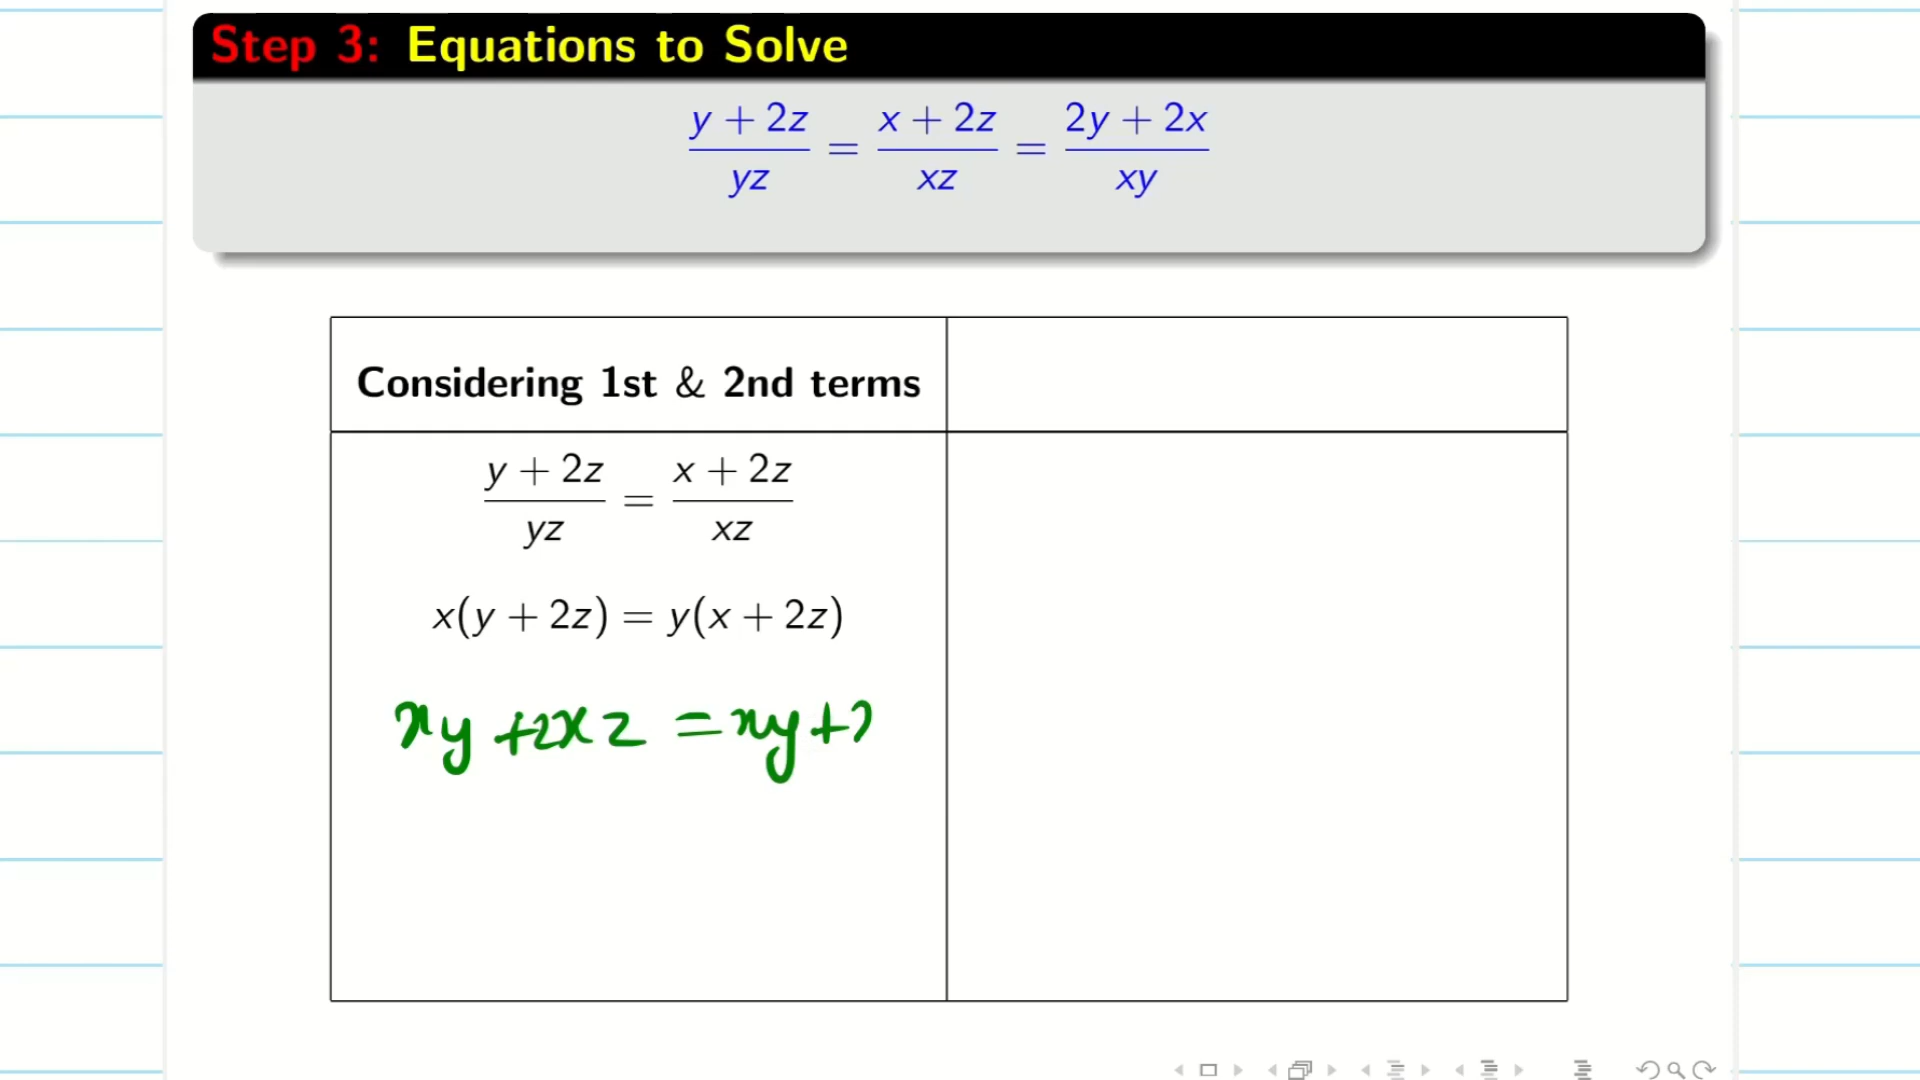 Step 3: Equations to Solve
(y + 2z)/(yz) = (x + 2z)/(xz) = (2y + 2x)/(xy)
Considering 1st & 2nd terms
(y + 2z)/(yz) = (x + 2z)/(xz)
x(y + 2z) = y(x + 2z)
xy +2xz = xy+